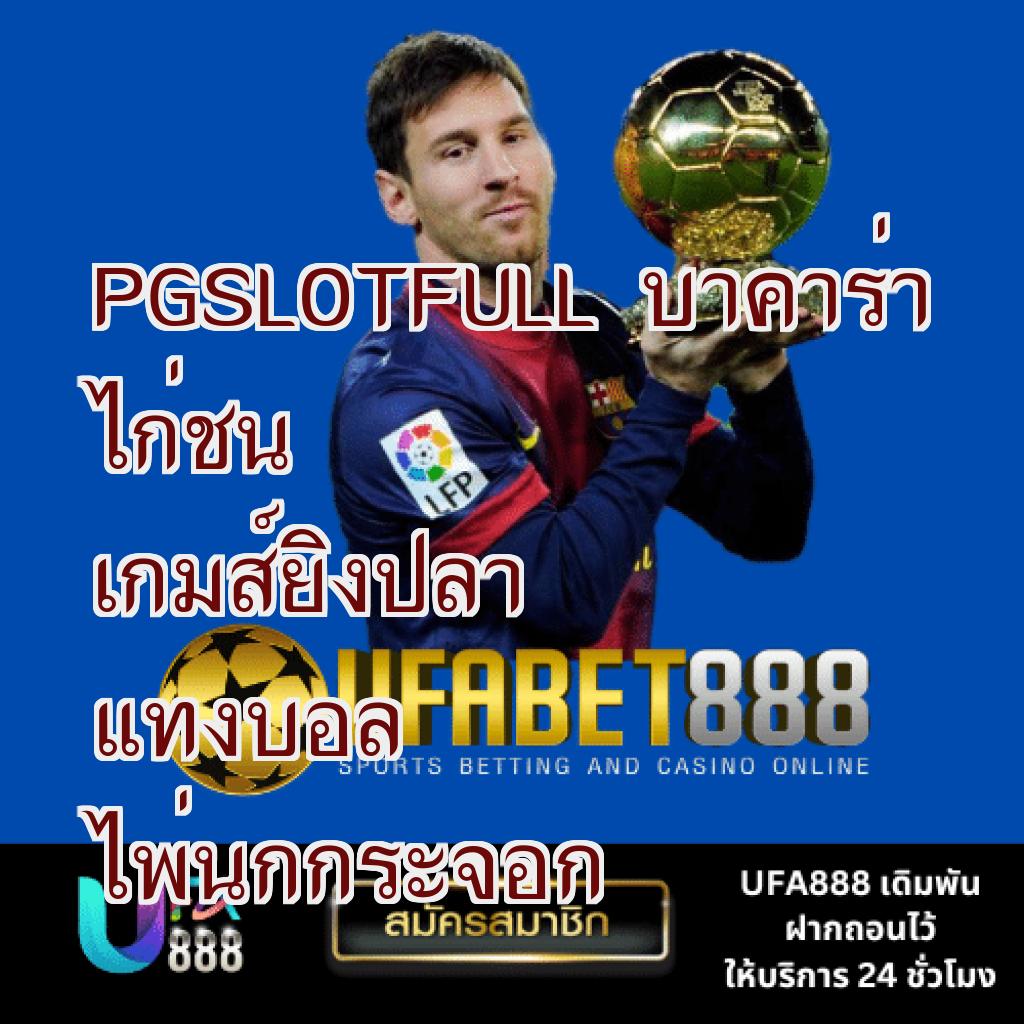 PGSLOTFULL บาคาร่า
ไก่ชน
LFP
เกมส์ยิงปลา
UFABET888
แทงบอล
SPORTS BETTING AND CASINO ONLINE
ไพ่นกกระจอก
888
สมัครสมาชิก
UFA888 เดิมพัน
ฝากถอนไว้
ให้บริการ 24 ชั่วโมง